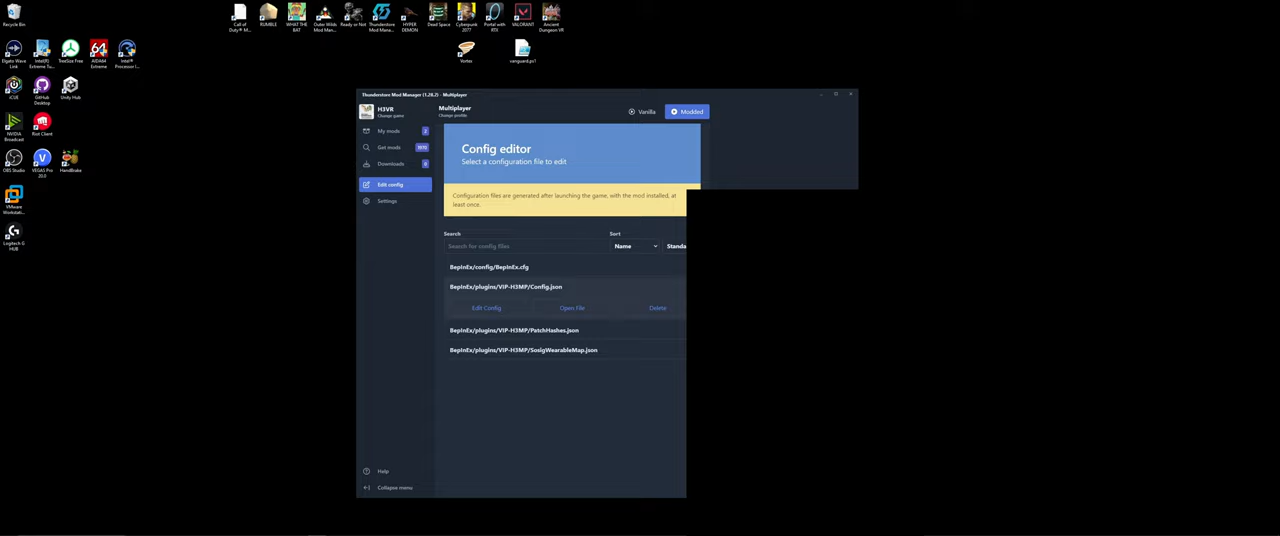 Recycle Bin
Call of
Duty® M...
RUMBLE
WHAT THE
BAT
Outer Wilds
Mod Man...
Ready or Not
Thunderstore
Mod Mana...
HYPER
DEMON
Dead Space
Cyberpunk
2077
Portal with
RTX
VALORANT
Ancient
Dungeon VR
Elgato Wave
Link
Intel(R)
Extreme Tu...
TreeSize Free
AIDA64
Extreme
Intel®
Processor I...
Vortex
vanguard.ps1
iCUE
GitHub
Desktop
Unity Hub
NVIDIA
Broadcast
Riot Client
OBS Studio
VEGAS Pro
20.0
HandBrake
VMware
Workstati...
Logitech G
HUB
Thunderstore Mod Manager (1.28.2) - Multiplayer
H3VR
Change game
Multiplayer
Change profile
Vanilla
Modded
My mods 2
Get mods
Downloads
Edit config
Settings
Config editor
Select a configuration file to edit
Configuration files are generated after launching the game, with the mod installed, at
least once.
Search
Sort
Search for config files
Name
Standa
BepInEx/config/BepInEx.cfg
BepInEx/plugins/VIP-H3MP/Config.json
Edit Config
Open File
Delete
BepInEx/plugins/VIP-H3MP/PatchHashes.json
BepInEx/plugins/VIP-H3MP/SosigWearableMap.json
Help
Collapse menu